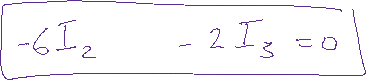 -6I₂ - 2I₃ = 0